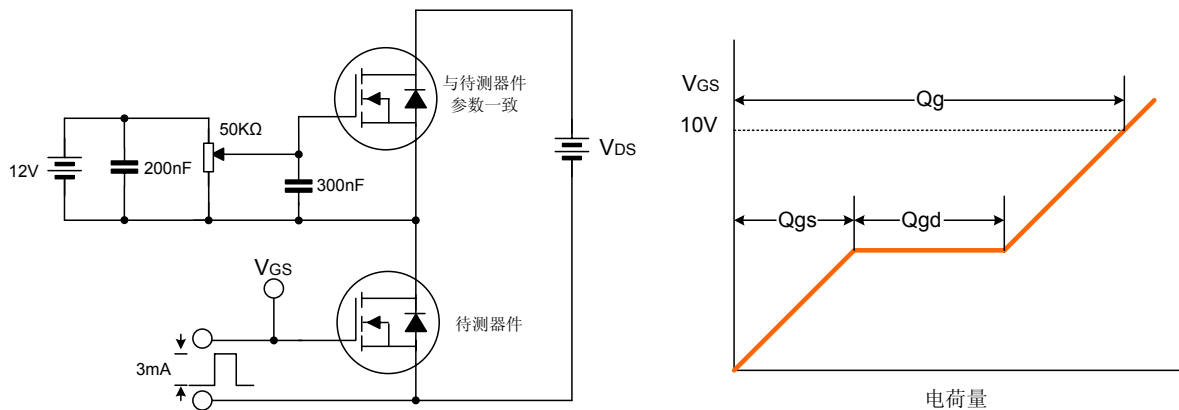 12V
200nF
50KΩ
300nF
与待测器件
参数一致
VDS
VGS
3mA
待测器件
VGS
10V
Qg
Qgs
Qgd
电荷量